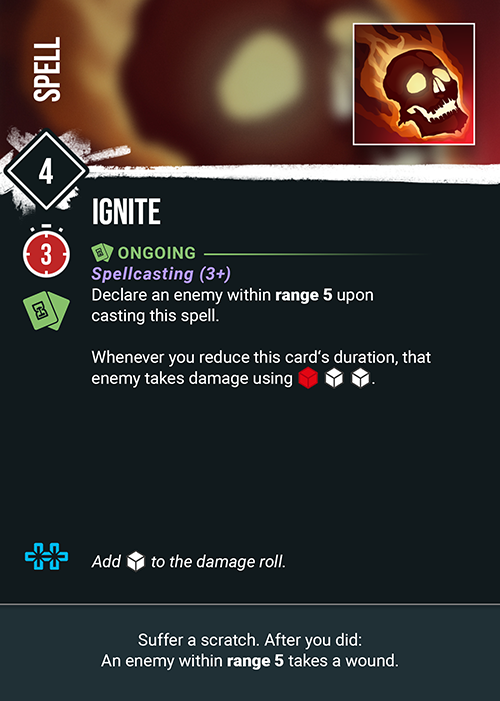 SPELL
4
IGNITE
3
ONGOING
Spellcasting (3+)
Declare an enemy within range 5 upon
casting this spell.
Whenever you reduce this card‘s duration, that
enemy takes damage using .
Add to the damage roll.
Suffer a scratch. After you did:
An enemy within range 5 takes a wound.